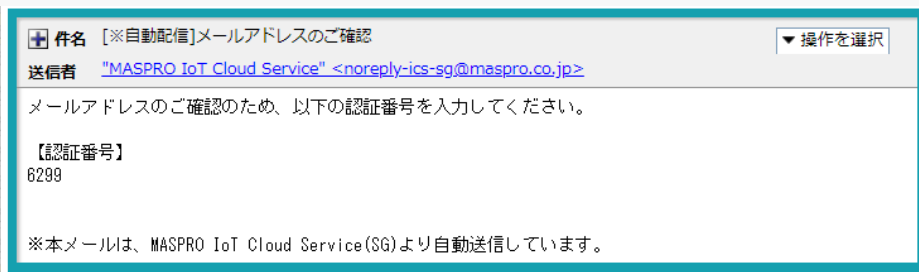 件名 [※自動配信]メールアドレスのご確認
▼操作を選択
送信者 "MASPRO IoT Cloud Service" <noreply-ics-sg@maspro.co.jp>
メールアドレスのご確認のため、以下の認証番号を入力してください。
【認証番号】
6299
※本メールは、MASPRO IoT Cloud Service(SG)より自動送信しています。